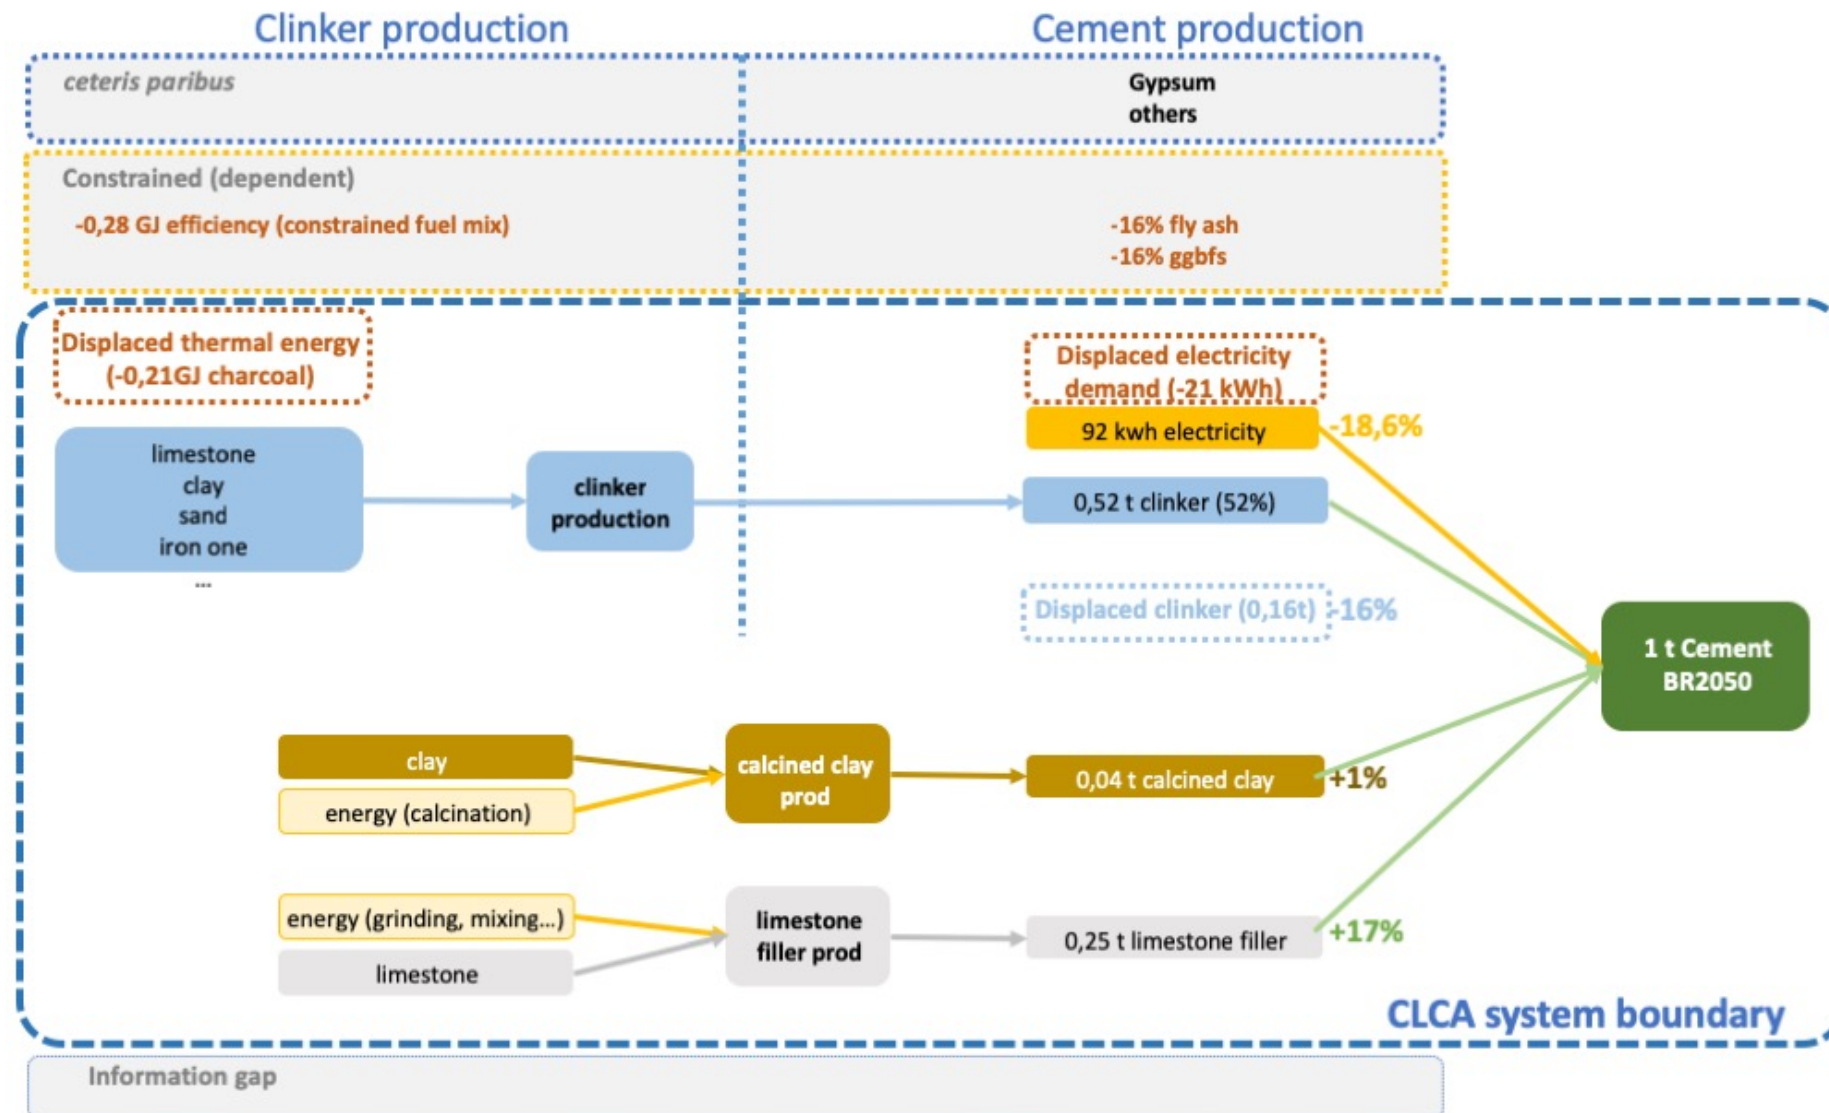 Clinker production
Cement production
ceteris paribus
Gypsum
others
Constrained (dependent)
-0,28 GJ efficiency (constrained fuel mix)
-16% fly ash
-16% ggbfs
Displaced thermal energy
(-0,21GJ charcoal)
Displaced electricity
demand (-21 kWh)
92 kwh electricity
-18,6%
limestone
clay
sand
iron one
...
clinker
production
0,52 t clinker (52%)
Displaced clinker (0,16t)
-16%
1 t Cement
BR2050
clay
energy (calcination)
calcined clay
prod
0,04 t calcined clay
+1%
energy (grinding, mixing...)
limestone
limestone
filler prod
0,25 t limestone filler
+17%
CLCA system boundary
Information gap